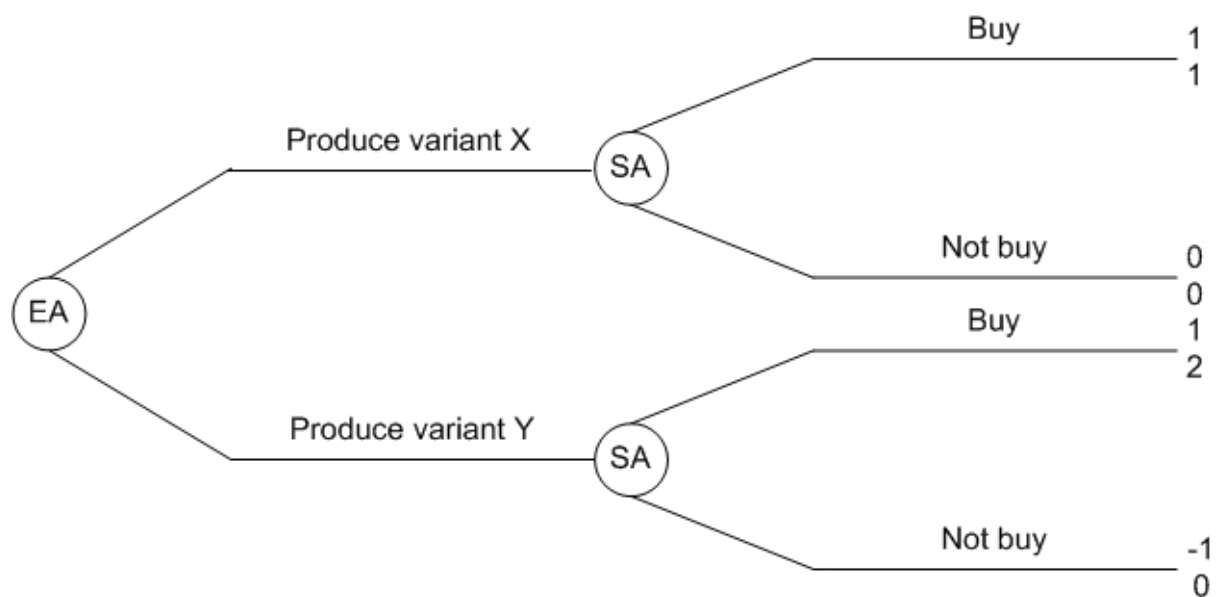 Buy
1
1
Produce variant X
SA
Not buy
0
0
EA
Buy
1
2
Produce variant Y
SA
Not buy
-1
0